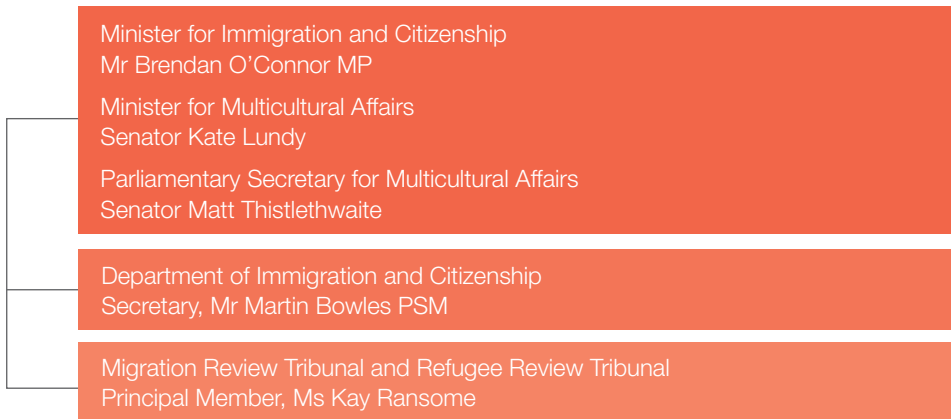 Minister for Immigration and Citizenship
Mr Brendan O’Connor MP
Minister for Multicultural Affairs
Senator Kate Lundy
Parliamentary Secretary for Multicultural Affairs
Senator Matt Thistlethwaite
Department of Immigration and Citizenship
Secretary, Mr Martin Bowles PSM
Migration Review Tribunal and Refugee Review Tribunal
Principal Member, Ms Kay Ransome